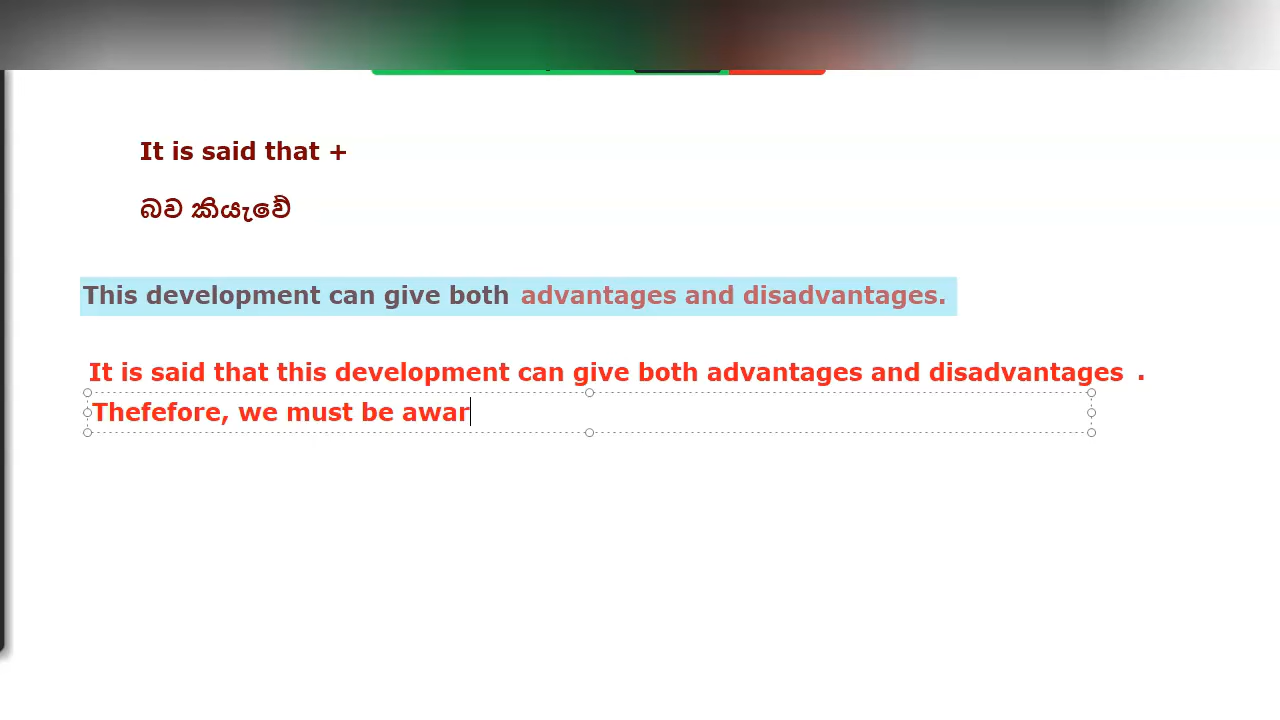 It is said that +
බව කියැවේ
This development can give both advantages and disadvantages.
It is said that this development can give both advantages and disadvantages .
Thefefore, we must be awar